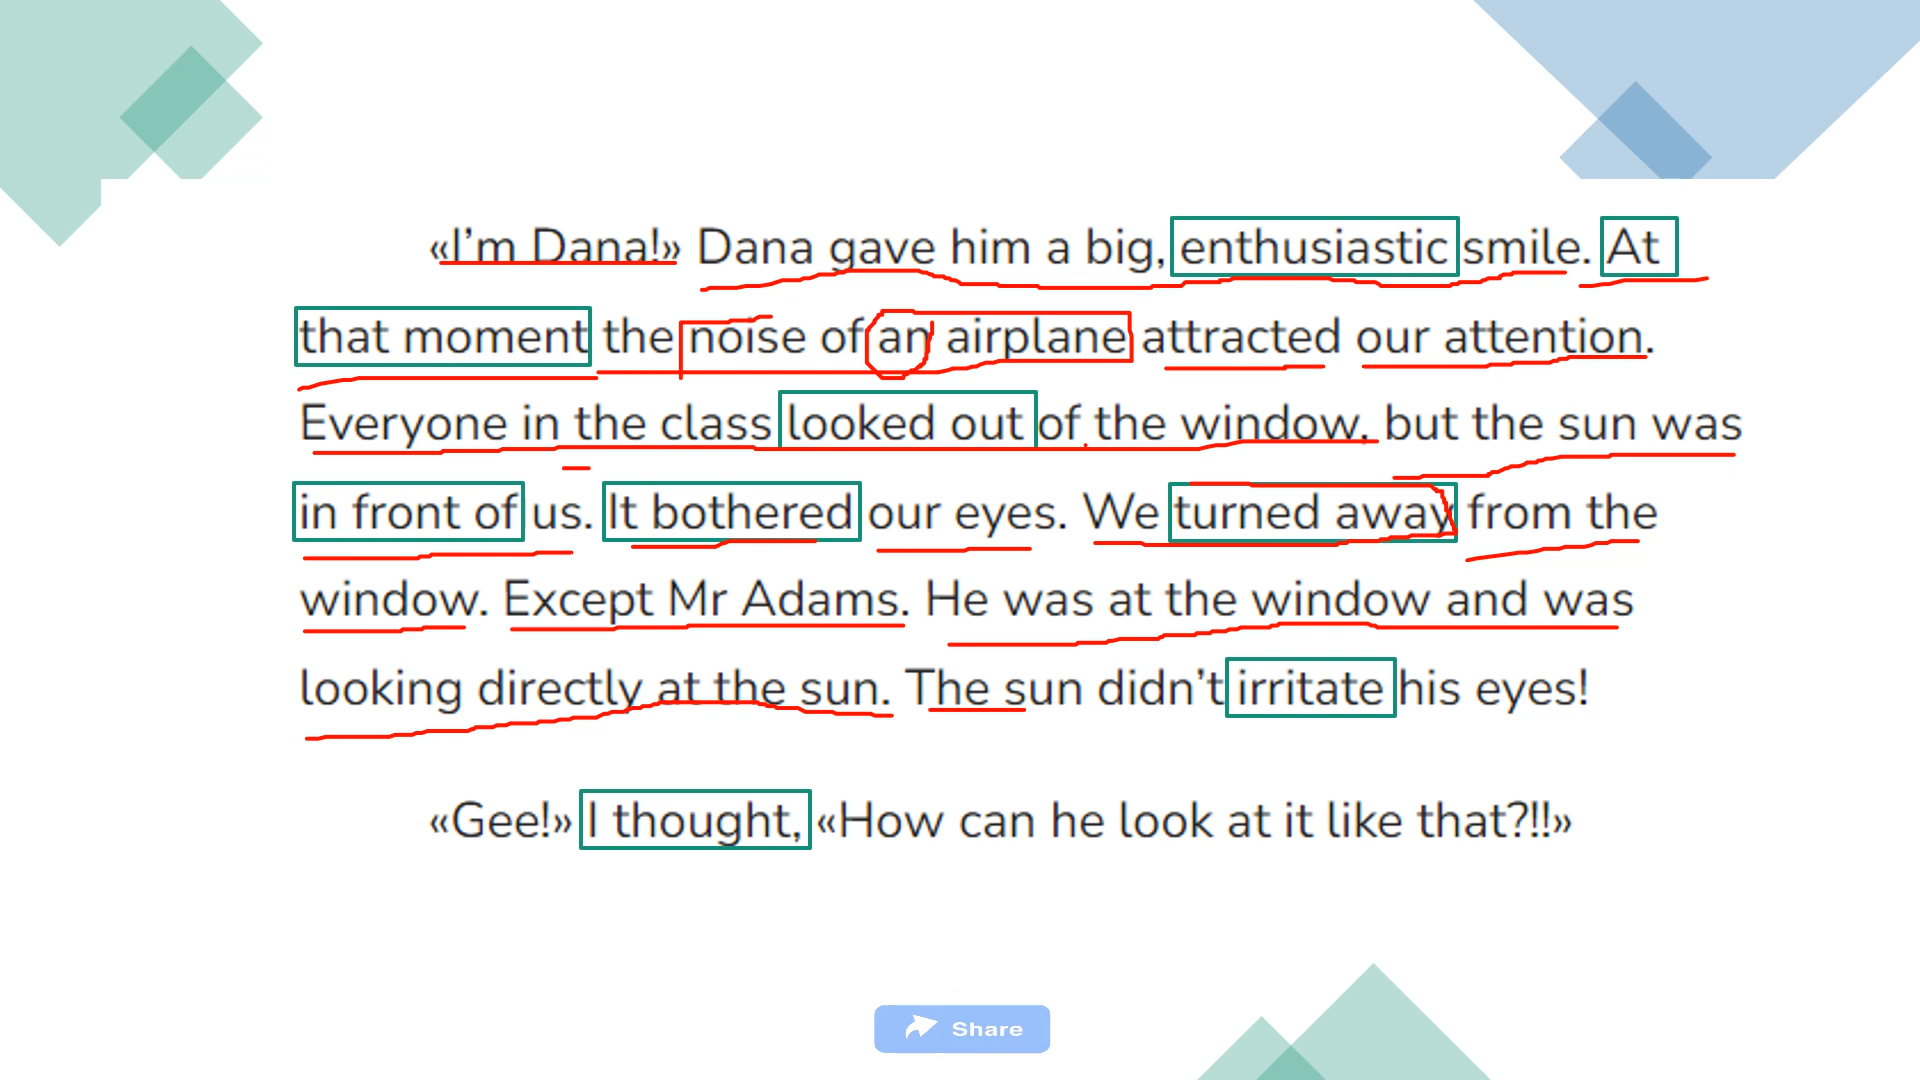 «I’m Dana!» Dana gave him a big, enthusiastic smile. At
that moment the noise of an airplane attracted our attention.
Everyone in the class looked out of the window, but the sun was
in front of us. It bothered our eyes. We turned away from the
window. Except Mr Adams. He was at the window and was
looking directly at the sun. The sun didn’t irritate his eyes!
«Gee!» I thought, «How can he look at it like that?!!»
Share